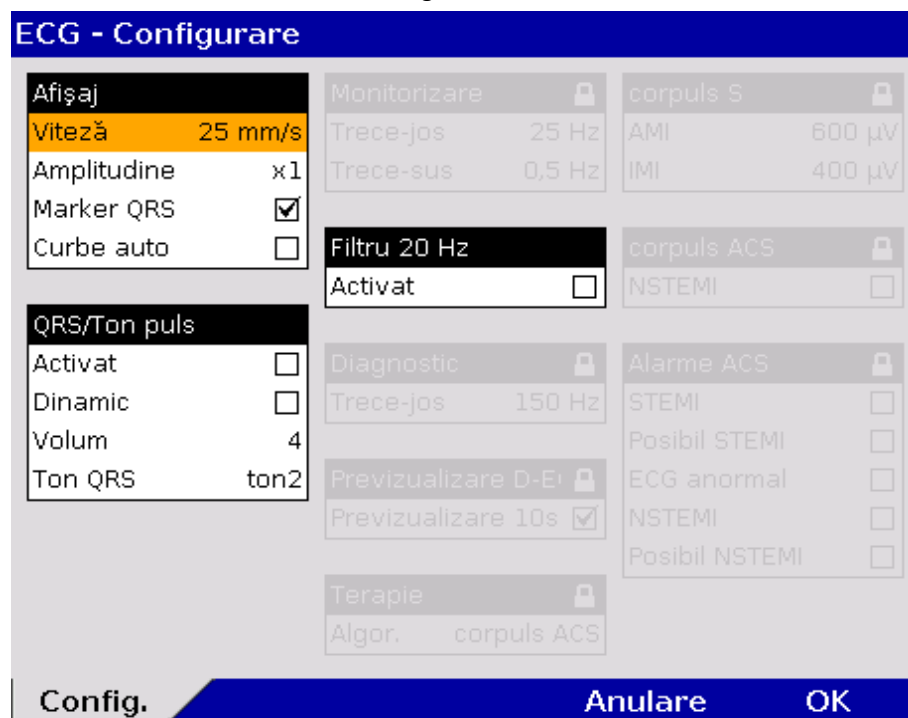 ECG - Configurare
Afişaj
Viteză 25 mm/s
Amplitudine x1
Marker QRS
Curbe auto
QRS/Ton puls
Activat
Dinamic
Volum 4
Ton QRS ton2
Monitorizare
Trece-jos 25 Hz
Trece-sus 0,5 Hz
Filtru 20 Hz
Activat
Diagnostic
Trece-jos 150 Hz
Previzualizare
Previzualizare 10s
Terapie
Algor. corpuls ACS
corpuls S
AMI 600 µV
IMI 400 µV
corpuls ACS
NSTEMI
Alarme ACS
STEMI
Posibil STEMI
ECG anormal
NSTEMI
Posibil NSTEMI
Config. Anulare OK